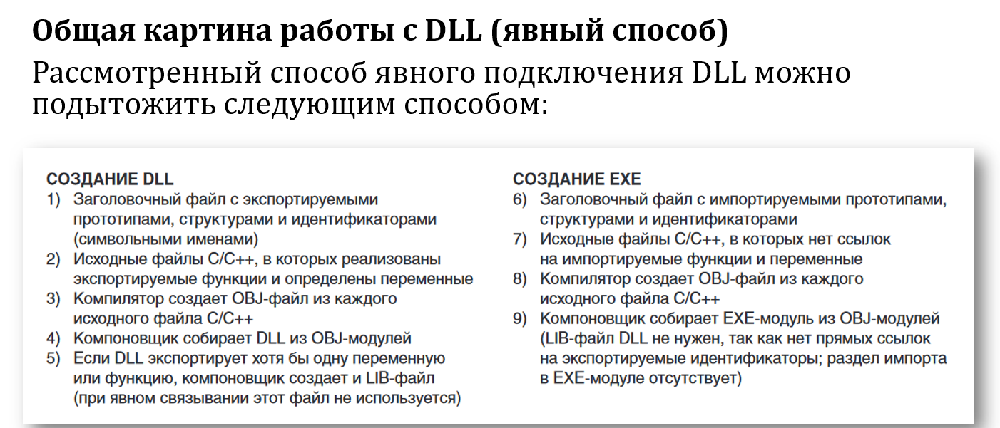 Общая картина работы с DLL (явный способ)
Рассмотренный способ явного подключения DLL можно
подытожить следующим способом:
СОЗДАНИЕ DLL
1) Заголовочный файл с экспортируемыми
прототипами, структурами и идентификаторами
(символьными именами)
2) Исходные файлы C/C++, в которых реализованы
экспортируемые функции и определены переменные
3) Компилятор создает OBJ-файл из каждого
исходного файла C/C++
4) Компоновщик собирает DLL из OBJ-модулей
5) Если DLL экспортирует хотя бы одну переменную
или функцию, компоновщик создает и LIB-файл
(при явном связывании этот файл не используется)
СОЗДАНИЕ EXE
6) Заголовочный файл с импортируемыми прототипами,
структурами и идентификаторами
7) Исходные файлы C/C++, в которых нет ссылок
на импортируемые функции и переменные
8) Компилятор создает OBJ-файл из каждого
исходного файла C/C++
9) Компоновщик собирает EXE-модуль из OBJ-модулей
(LIB-файл DLL не нужен, так как нет прямых ссылок
на экспортируемые идентификаторы; раздел импорта
в EXE-модуле отсутствует)